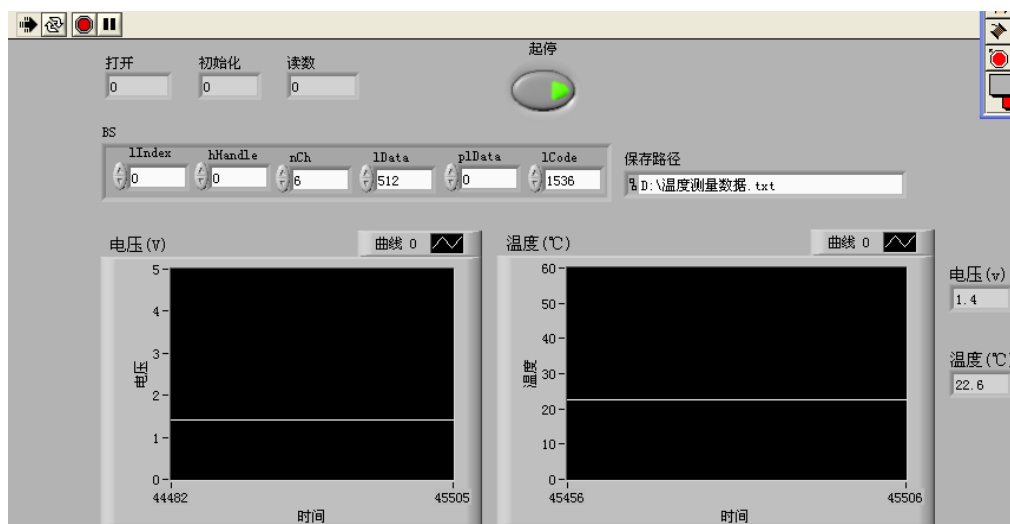 起停
打开 初始化 读数
0 0 0
BS
lIndex hHandle nCh lData plData lCode
0 0 6 512 0 1536
保存路径
D:\温度测量数据.txt
电压(V) 曲线 0
5
4
3
2
1
0
电压
44482 45505
时间
温度(℃) 曲线 0
60
50
40
30
20
10
0
温度
45456 45506
时间
电压(v)
1.4
温度(℃)
22.6